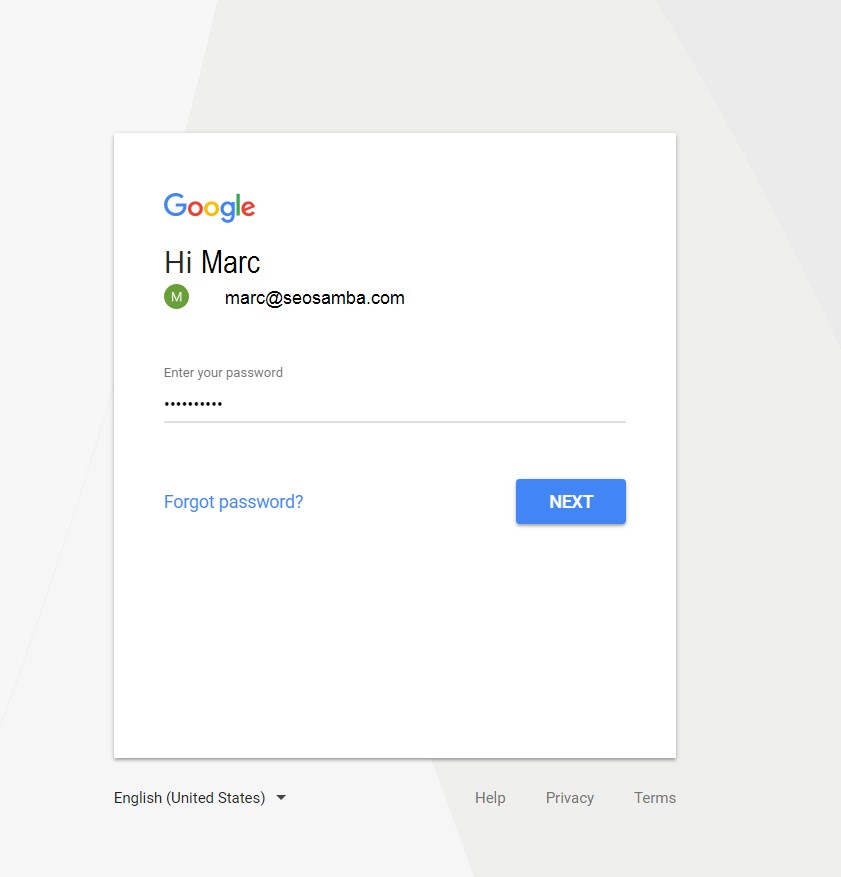 Google
Hi Marc
M marc@seosamba.com
Enter your password
••••••••••
Forgot password? NEXT
English (United States) Help Privacy Terms